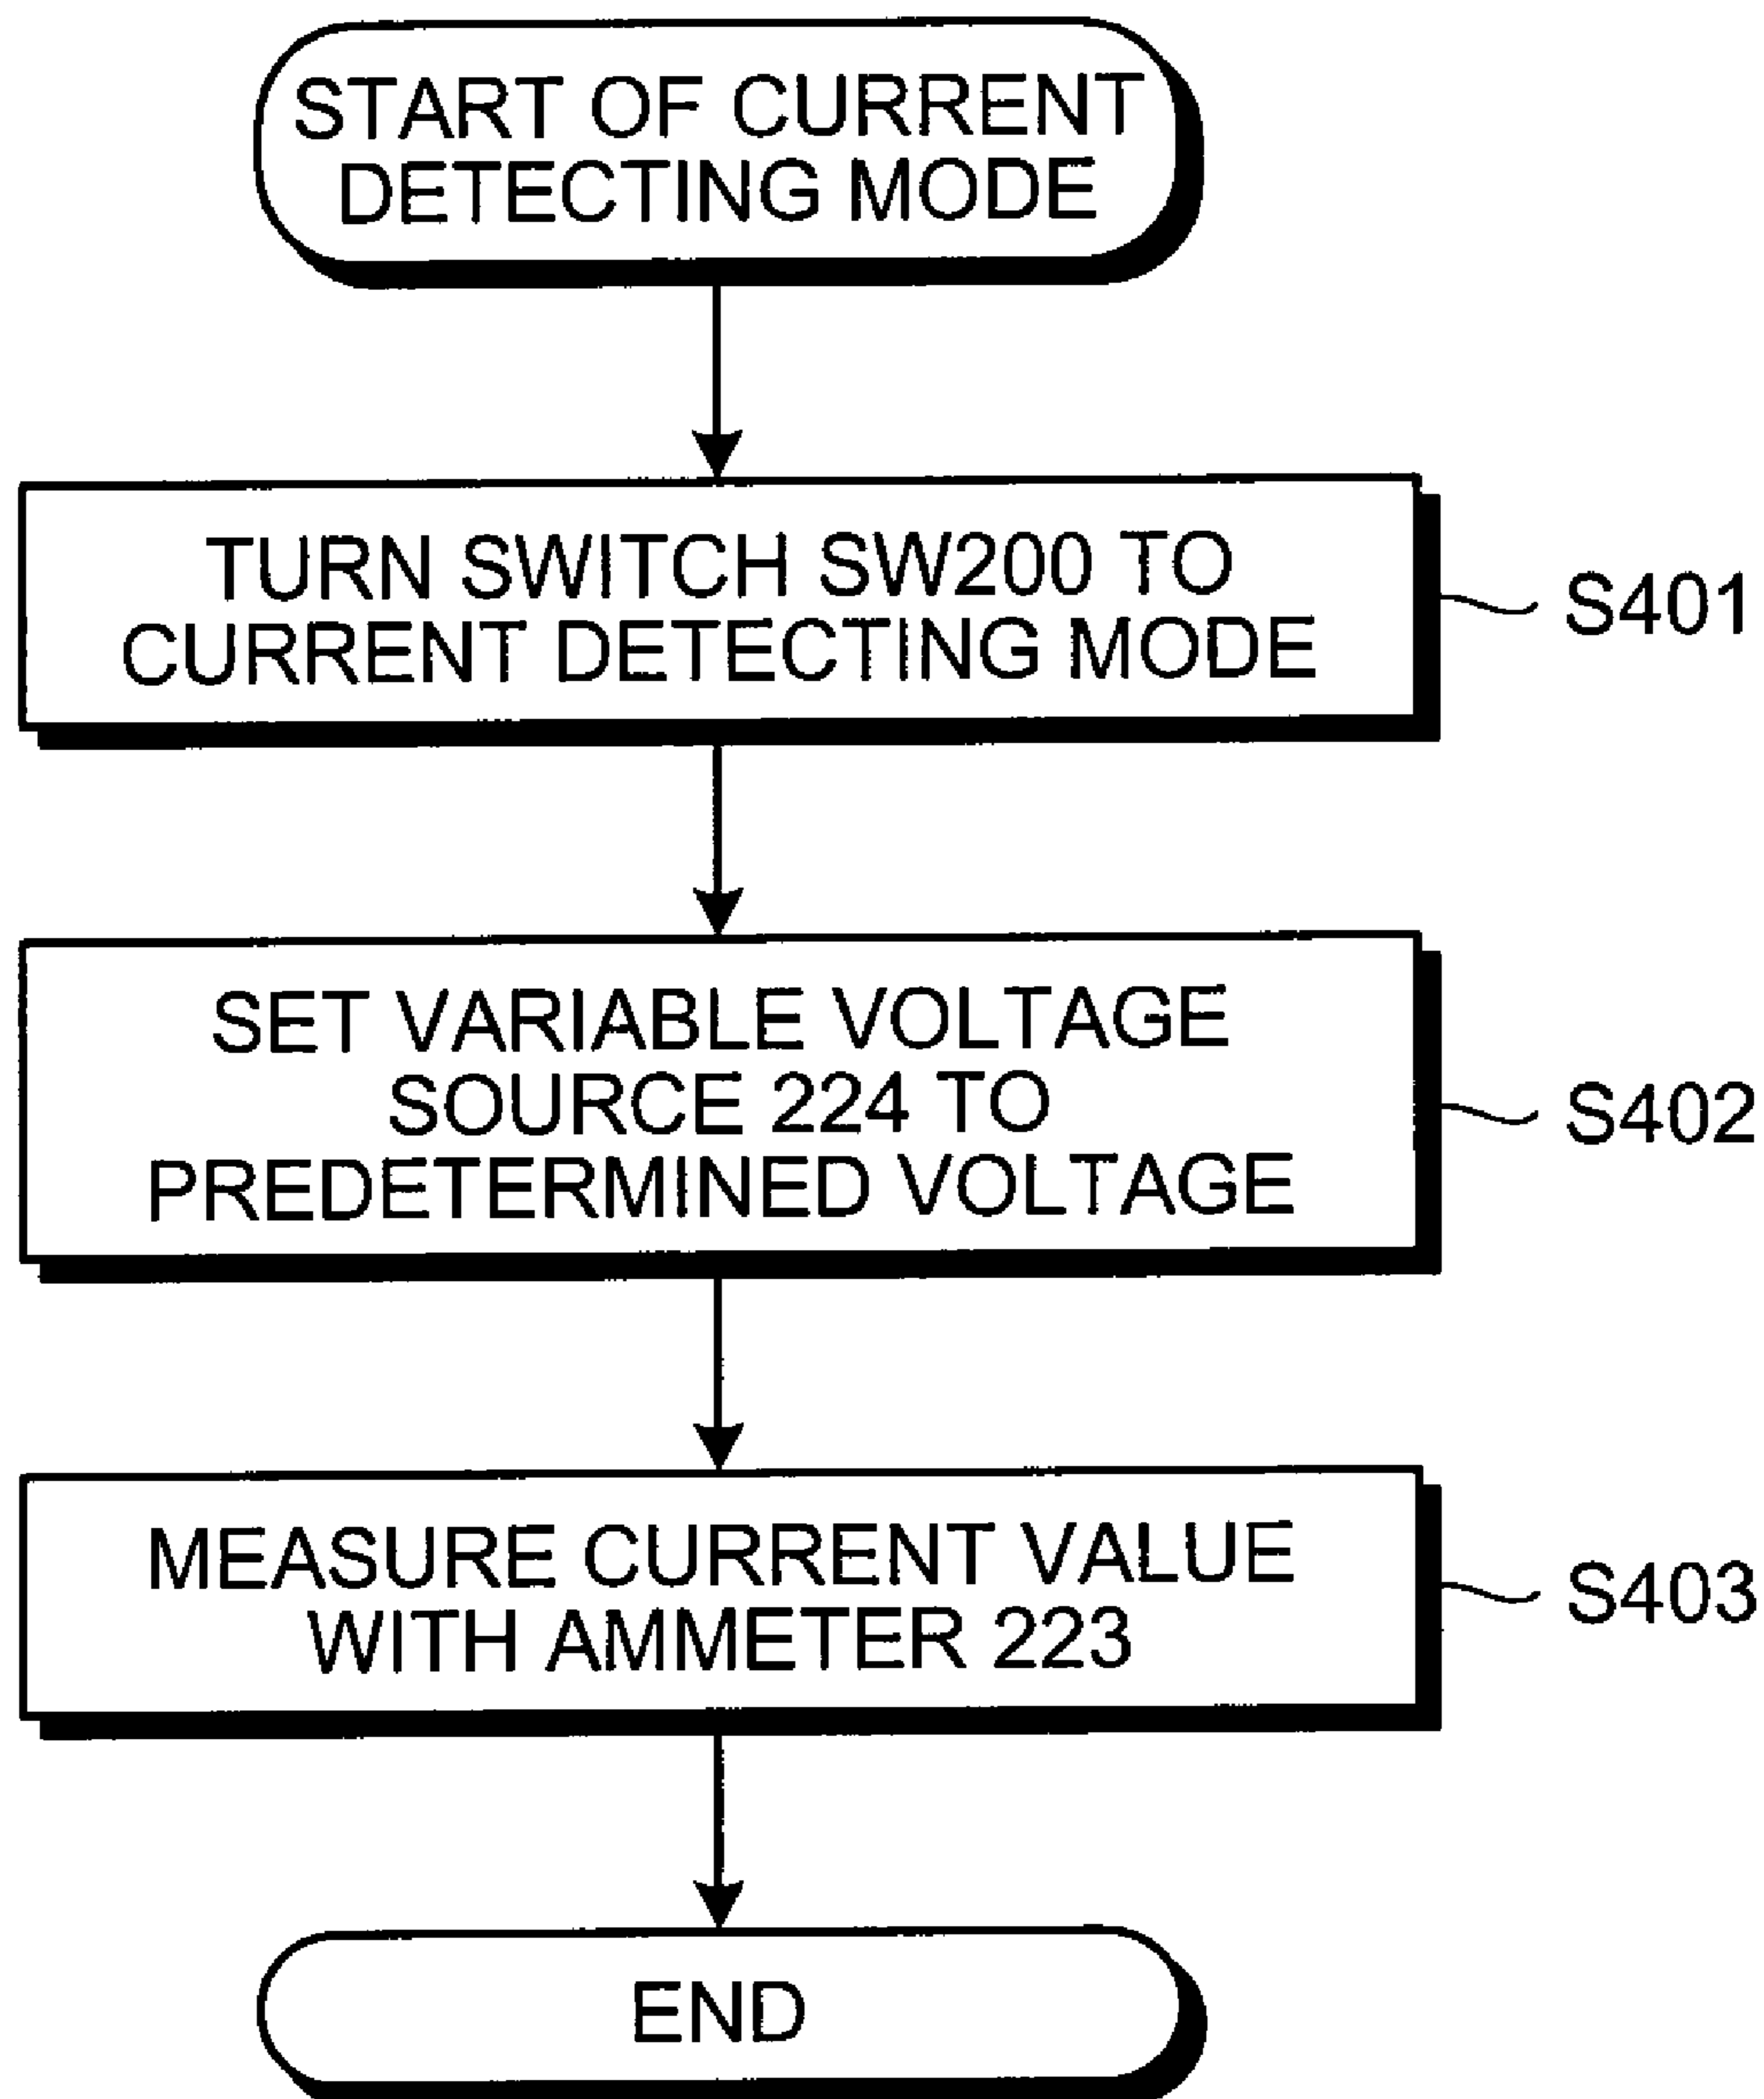 START OF CURRENT
DETECTING MODE
TURN SWITCH SW200 TO
CURRENT DETECTING MODE
S401
SET VARIABLE VOLTAGE
SOURCE 224 TO
PREDETERMINED VOLTAGE
S402
MEASURE CURRENT VALUE
WITH AMMETER 223
S403
END